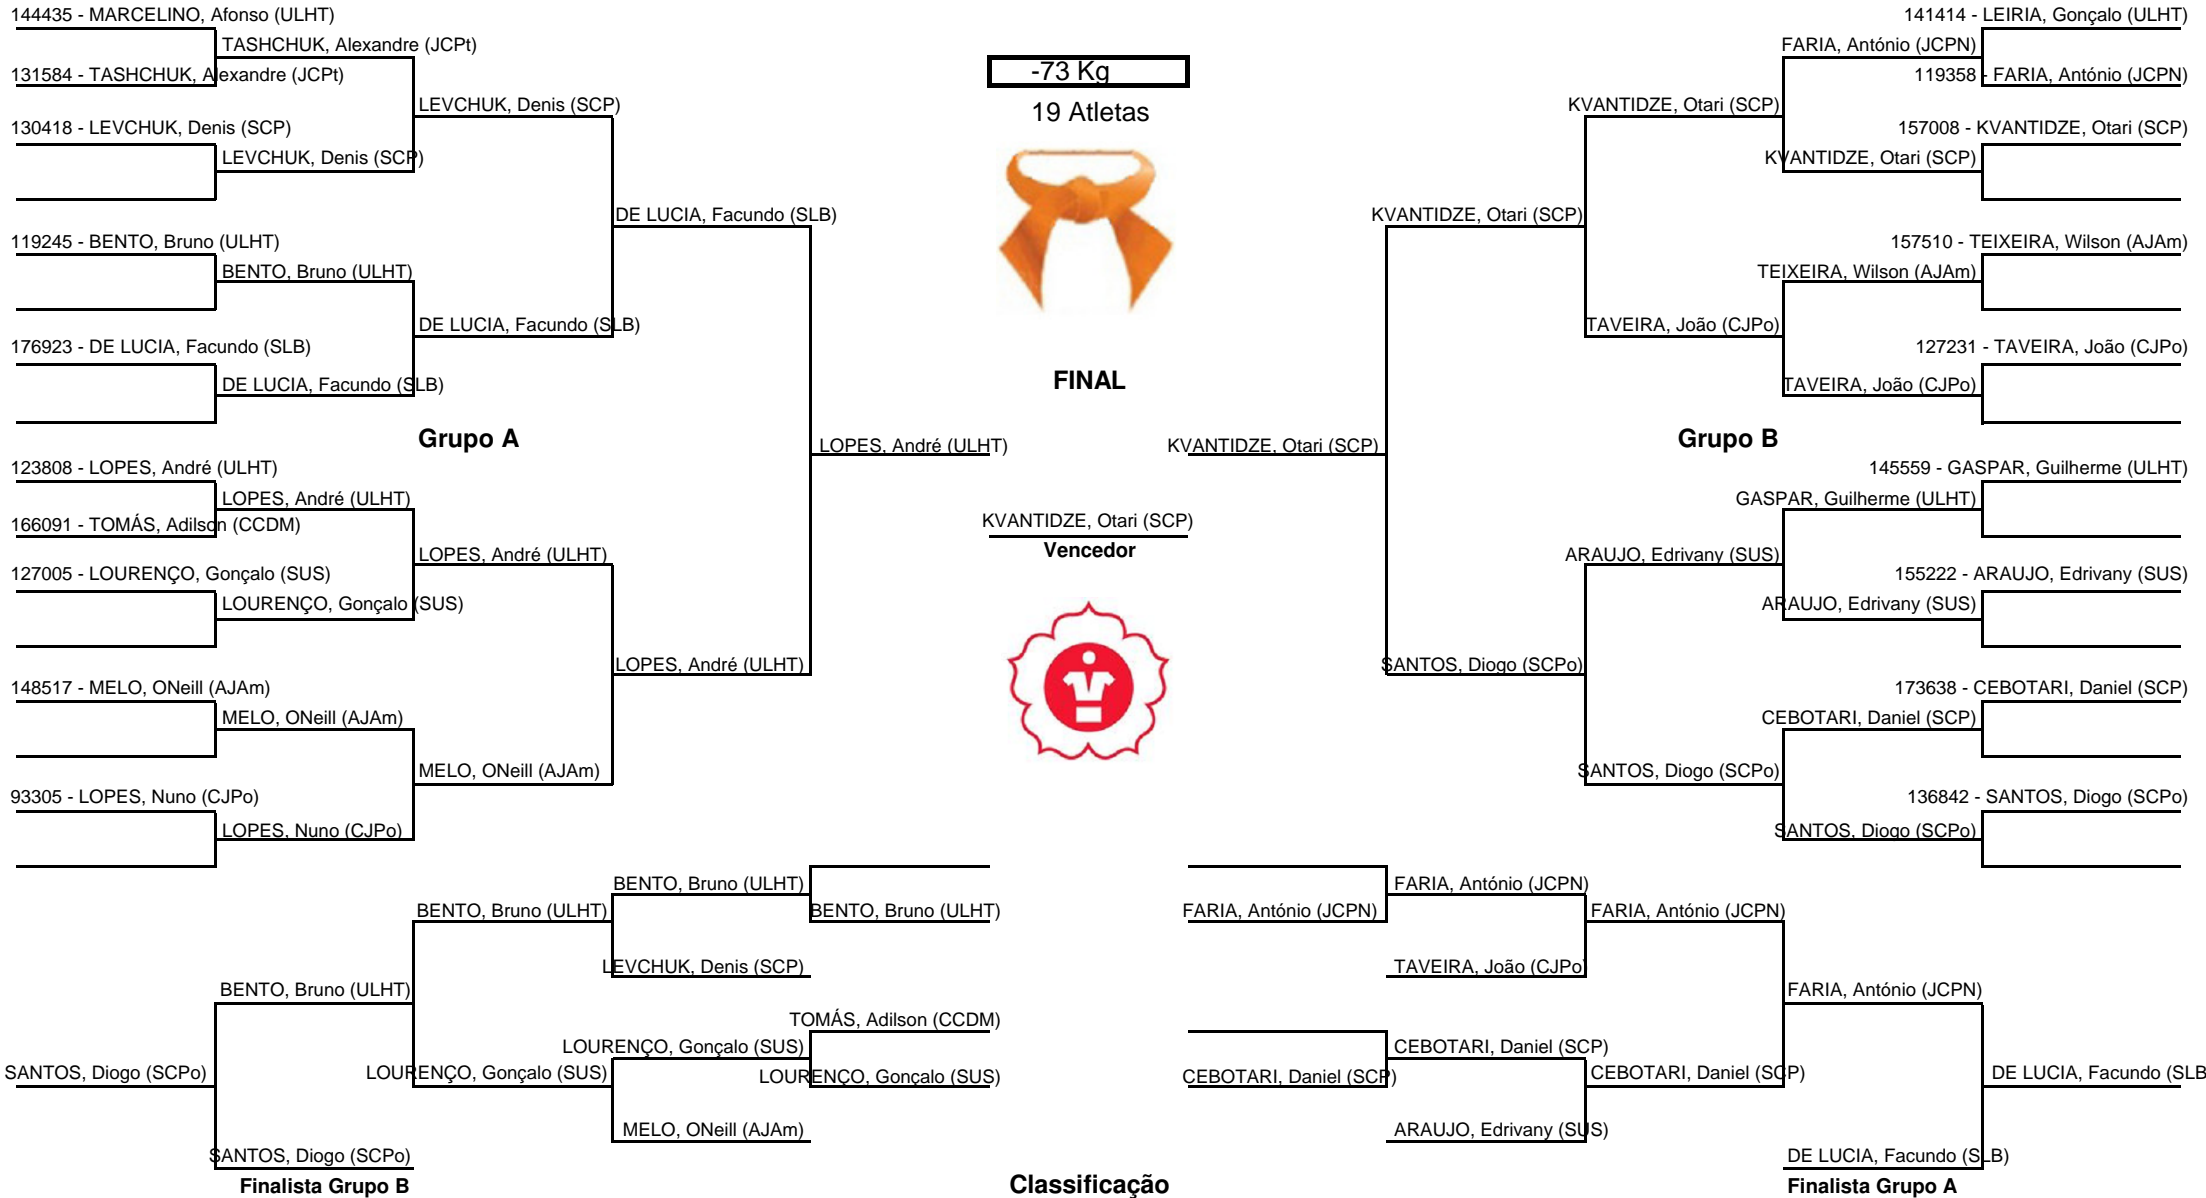 144435 - MARCELINO, Afonso (ULHT)
TASHCHUK, Alexandre (JCPt)
131584 - TASHCHUK, Alexandre (JCPt)
LEVCHUK, Denis (SCP)
130418 - LEVCHUK, Denis (SCP)
LEVCHUK, Denis (SCP)
DE LUCIA, Facundo (SLB)
119245 - BENTO, Bruno (ULHT)
BENTO, Bruno (ULHT)
DE LUCIA, Facundo (SLB)
176923 - DE LUCIA, Facundo (SLB)
DE LUCIA, Facundo (SLB)
Grupo A
LOPES, André (ULHT)
123808 - LOPES, André (ULHT)
LOPES, André (ULHT)
166091 - TOMÁS, Adilson (CCDM)
LOPES, André (ULHT)
127005 - LOURENÇO, Gonçalo (SUS)
LOURENÇO, Gonçalo (SUS)
LOPES, André (ULHT)
148517 - MELO, ONeill (AJAm)
MELO, ONeill (AJAm)
MELO, ONeill (AJAm)
93305 - LOPES, Nuno (CJPo)
LOPES, Nuno (CJPo)
-73 Kg
19 Atletas
FINAL
KVANTIDZE, Otari (SCP)
Vencedor
141414 - LEIRIA, Gonçalo (ULHT)
FARIA, António (JCPN)
119358 - FARIA, António (JCPN)
KVANTIDZE, Otari (SCP)
157008 - KVANTIDZE, Otari (SCP)
KVANTIDZE, Otari (SCP)
KVANTIDZE, Otari (SCP)
157510 - TEIXEIRA, Wilson (AJAm)
TEIXEIRA, Wilson (AJAm)
TAVEIRA, João (CJPo)
127231 - TAVEIRA, João (CJPo)
TAVEIRA, João (CJPo)
Grupo B
KVANTIDZE, Otari (SCP)
145559 - GASPAR, Guilherme (ULHT)
GASPAR, Guilherme (ULHT)
ARAUJO, Edrivany (SUS)
155222 - ARAUJO, Edrivany (SUS)
ARAUJO, Edrivany (SUS)
SANTOS, Diogo (SCPo)
173638 - CEBOTARI, Daniel (SCP)
CEBOTARI, Daniel (SCP)
SANTOS, Diogo (SCPo)
136842 - SANTOS, Diogo (SCPo)
SANTOS, Diogo (SCPo)
BENTO, Bruno (ULHT)
BENTO, Bruno (ULHT)
BENTO, Bruno (ULHT)
LEVCHUK, Denis (SCP)
BENTO, Bruno (ULHT)
TOMÁS, Adilson (CCDM)
LOURENÇO, Gonçalo (SUS)
LOURENÇO, Gonçalo (SUS)
LOURENÇO, Gonçalo (SUS)
SANTOS, Diogo (SCPo)
MELO, ONeill (AJAm)
SANTOS, Diogo (SCPo)
Finalista Grupo B
FARIA, António (JCPN)
FARIA, António (JCPN)
FARIA, António (JCPN)
TAVEIRA, João (CJPo)
FARIA, António (JCPN)
CEBOTARI, Daniel (SCP)
CEBOTARI, Daniel (SCP)
CEBOTARI, Daniel (SCP)
DE LUCIA, Facundo (SLB
ARAUJO, Edrivany (SUS)
DE LUCIA, Facundo (SLB)
Finalista Grupo A
Classificação